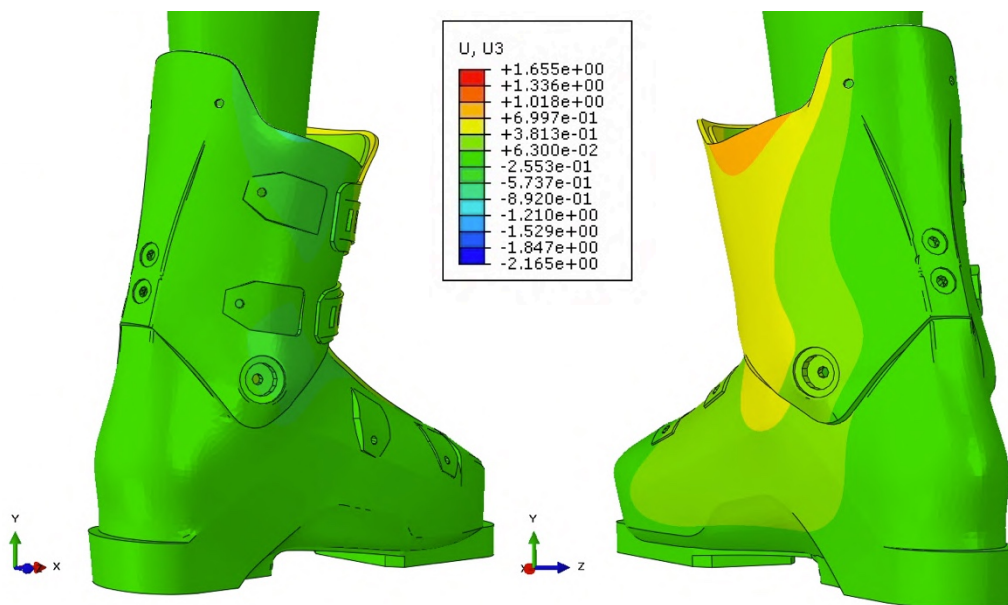 U, U3
+1.655e+00
+1.336e+00
+1.018e+00
+6.997e-01
+3.813e-01
+6.300e-02
-2.553e-01
-5.737e-01
-8.920e-01
-1.210e+00
-1.529e+00
-1.847e+00
-2.165e+00
Y
X
Y
X
Z